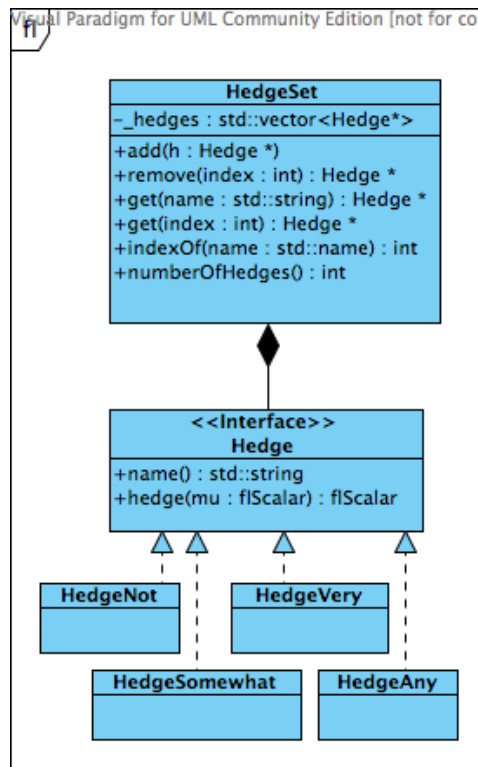 Visual Paradigm for UML Community Edition [not for co
fl
HedgeSet
-_hedges : std::vector<Hedge*>
+add(h : Hedge *)
+remove(index : int) : Hedge *
+get(name : std::string) : Hedge *
+get(index : int) : Hedge *
+indexOf(name : std::name) : int
+numberOfHedges() : int
<<Interface>>
Hedge
+name() : std::string
+hedge(mu : flScalar) : flScalar
HedgeNot
HedgeVery
HedgeSomewhat
HedgeAny